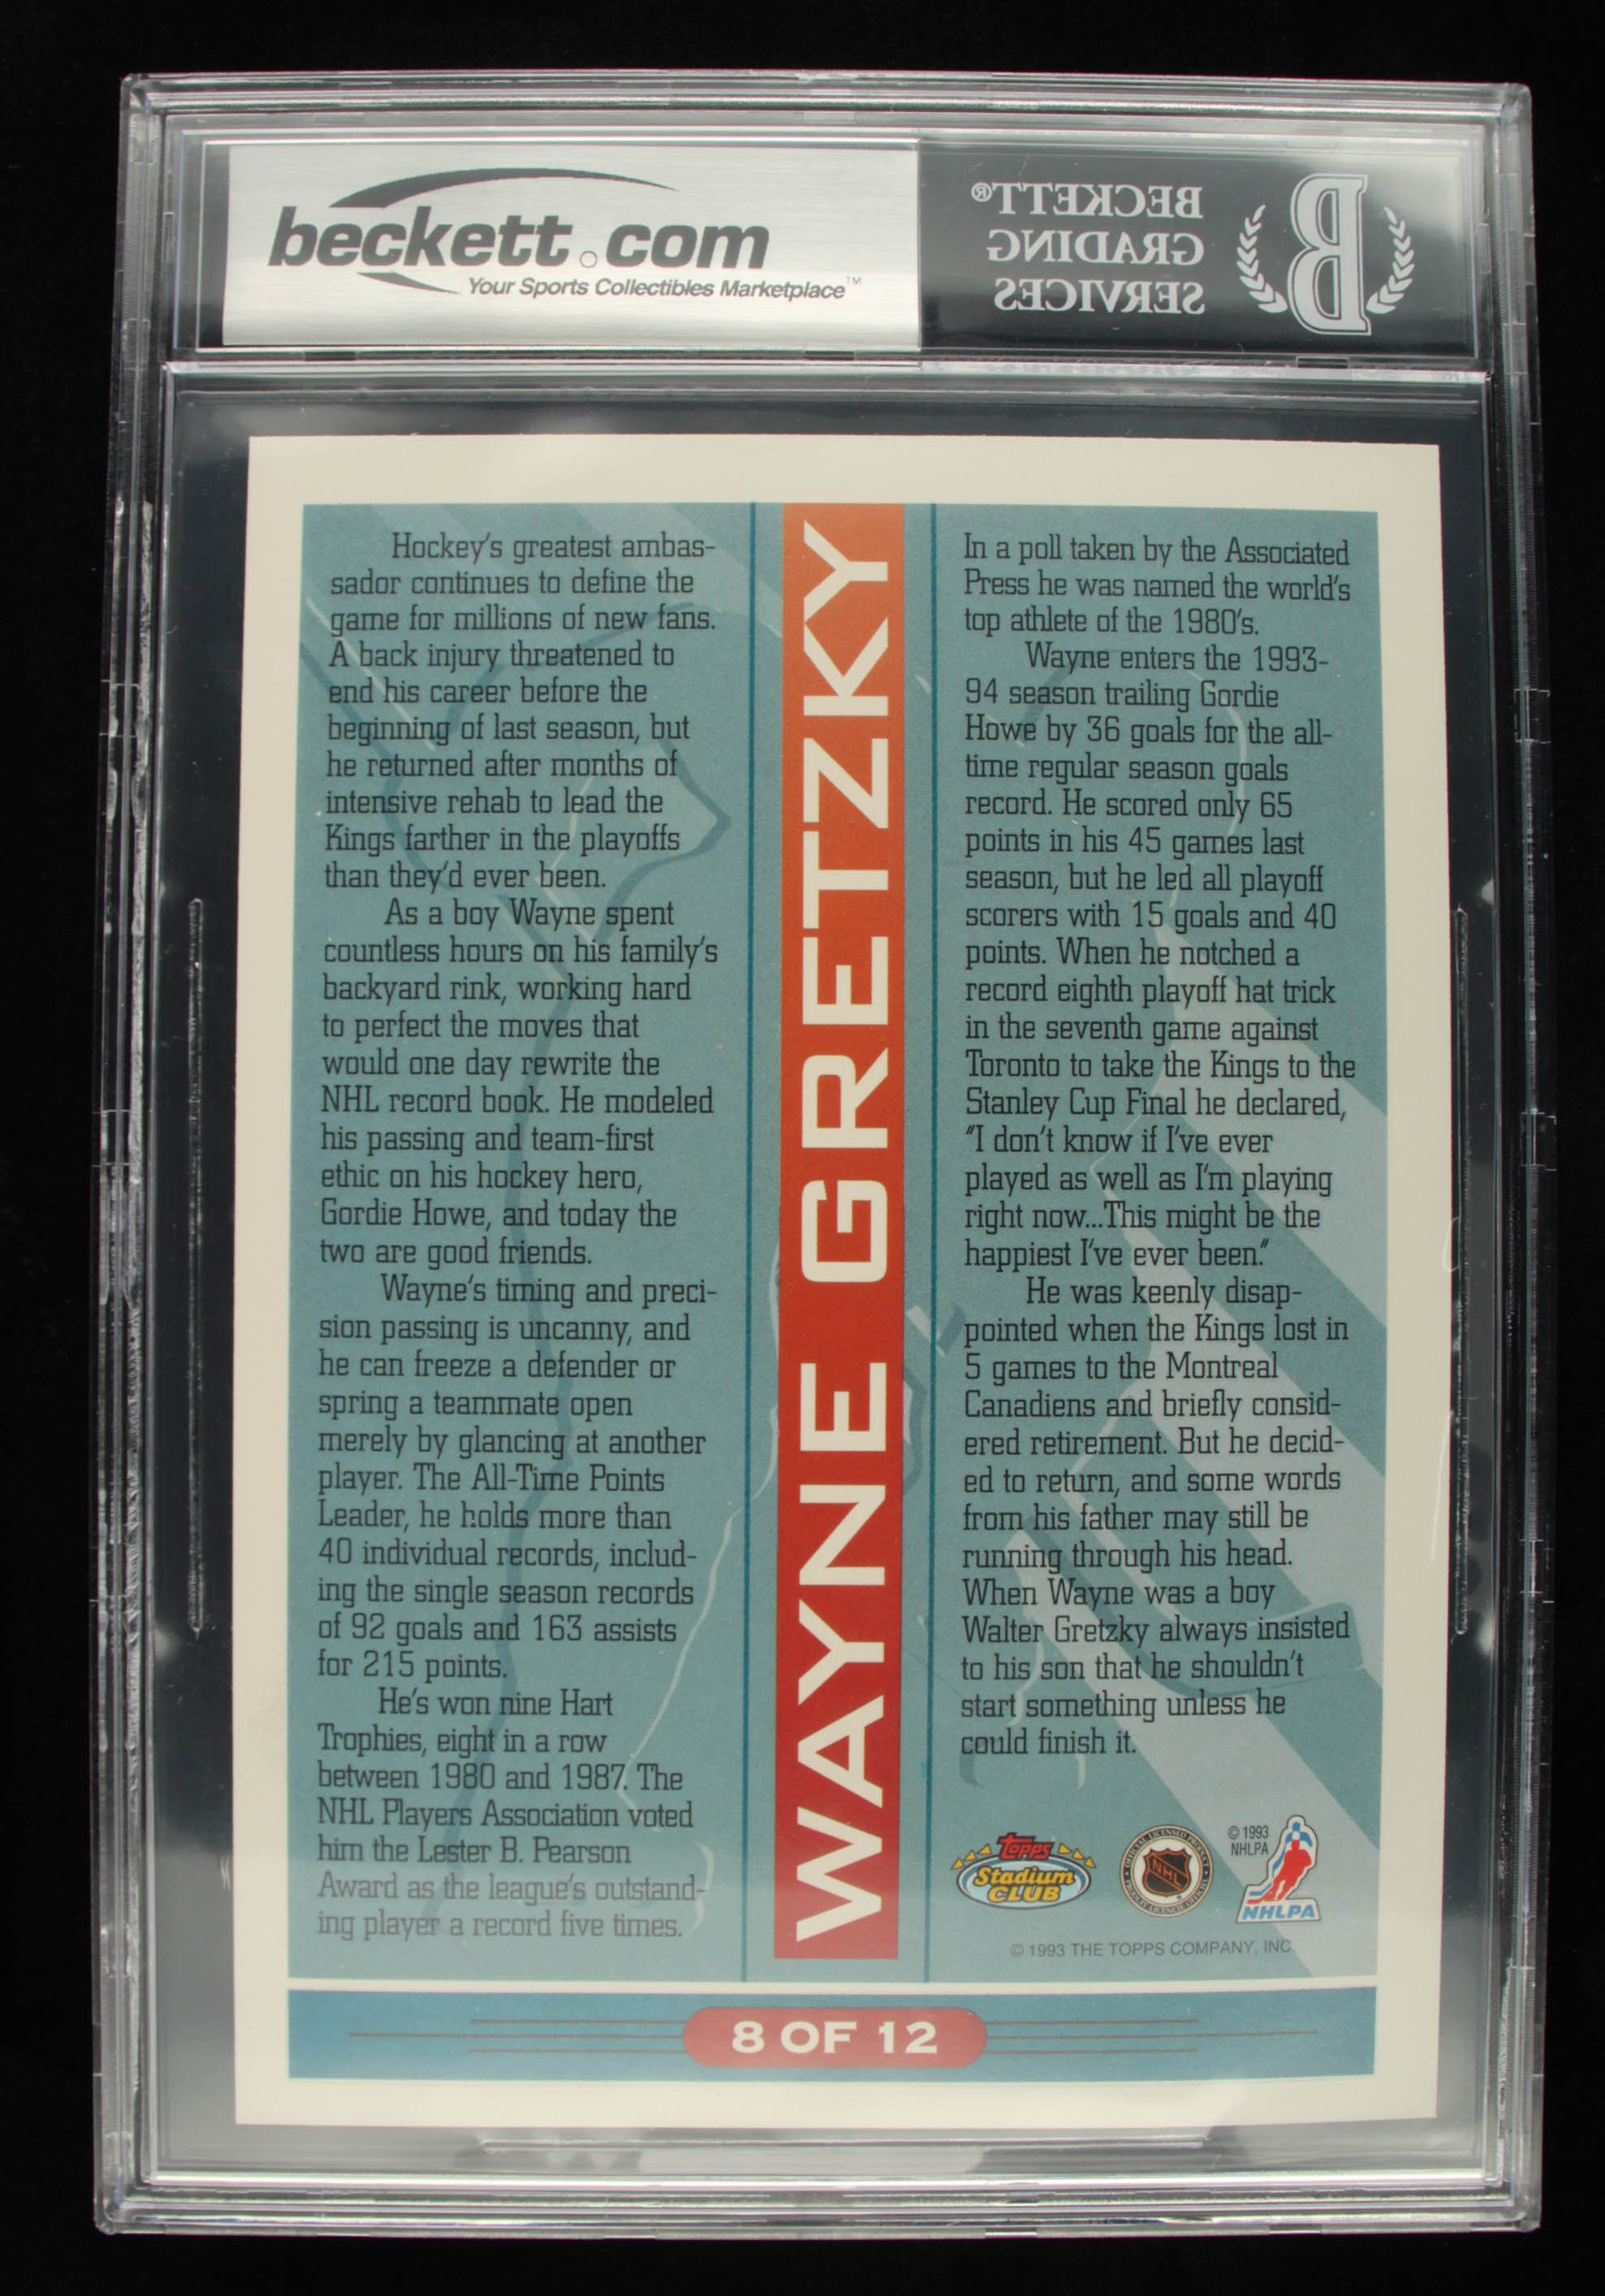 beckett.com
Your Sports Collectibles Marketplace™
BECKETT®
GRADING
SERVICES
B
Hockey's greatest ambas-
sador continues to define the
game for millions of new fans.
A back injury threatened to
end his career before the
beginning of last season, but
he returned after months of
intensive rehab to lead the
Kings farther in the playoffs
than they'd ever been.
As a boy Wayne spent
countless hours on his family's
backyard rink, working hard
to perfect the moves that
would one day rewrite the
NHL record book. He modeled
his passing and team-first
ethic on his hockey hero,
Gordie Howe, and today the
two are good friends.
Wayne's timing and preci-
sion passing is uncanny, and
he can freeze a defender or
spring a teammate open
merely by glancing at another
player. The All-Time Points
Leader, he holds more than
40 individual records, includ-
ing the single season records
of 92 goals and 163 assists
for 215 points.
He's won nine Hart
Trophies, eight in a row
between 1980 and 1987. The
NHL Players Association voted
him the Lester B. Pearson
Award as the league's outstand-
ing player a record five times.
WAYNE GRETZKY
In a poll taken by the Associated
Press he was named the world's
top athlete of the 1980's.
Wayne enters the 1993-
94 season trailing Gordie
Howe by 36 goals for the all-
time regular season goals
record. He scored only 65
points in his 45 games last
season, but he led all playoff
scorers with 15 goals and 40
points. When he notched a
record eighth playoff hat trick
in the seventh game against
Toronto to take the Kings to the
Stanley Cup Final he declared,
"I don't know if I've ever
played as well as I'm playing
right now...This might be the
happiest I've ever been."
He was keenly disap-
pointed when the Kings lost in
5 games to the Montreal
Canadiens and briefly consid-
ered retirement. But he decid-
ed to return, and some words
from his father may still be
running through his head.
When Wayne was a boy
Walter Gretzky always insisted
to his son that he shouldn't
start something unless he
could finish it.
Topps
Stadium
CLUB
NHL
© 1993
NHLPA
NHLPA
© 1993 THE TOPPS COMPANY, INC.
8 OF 12